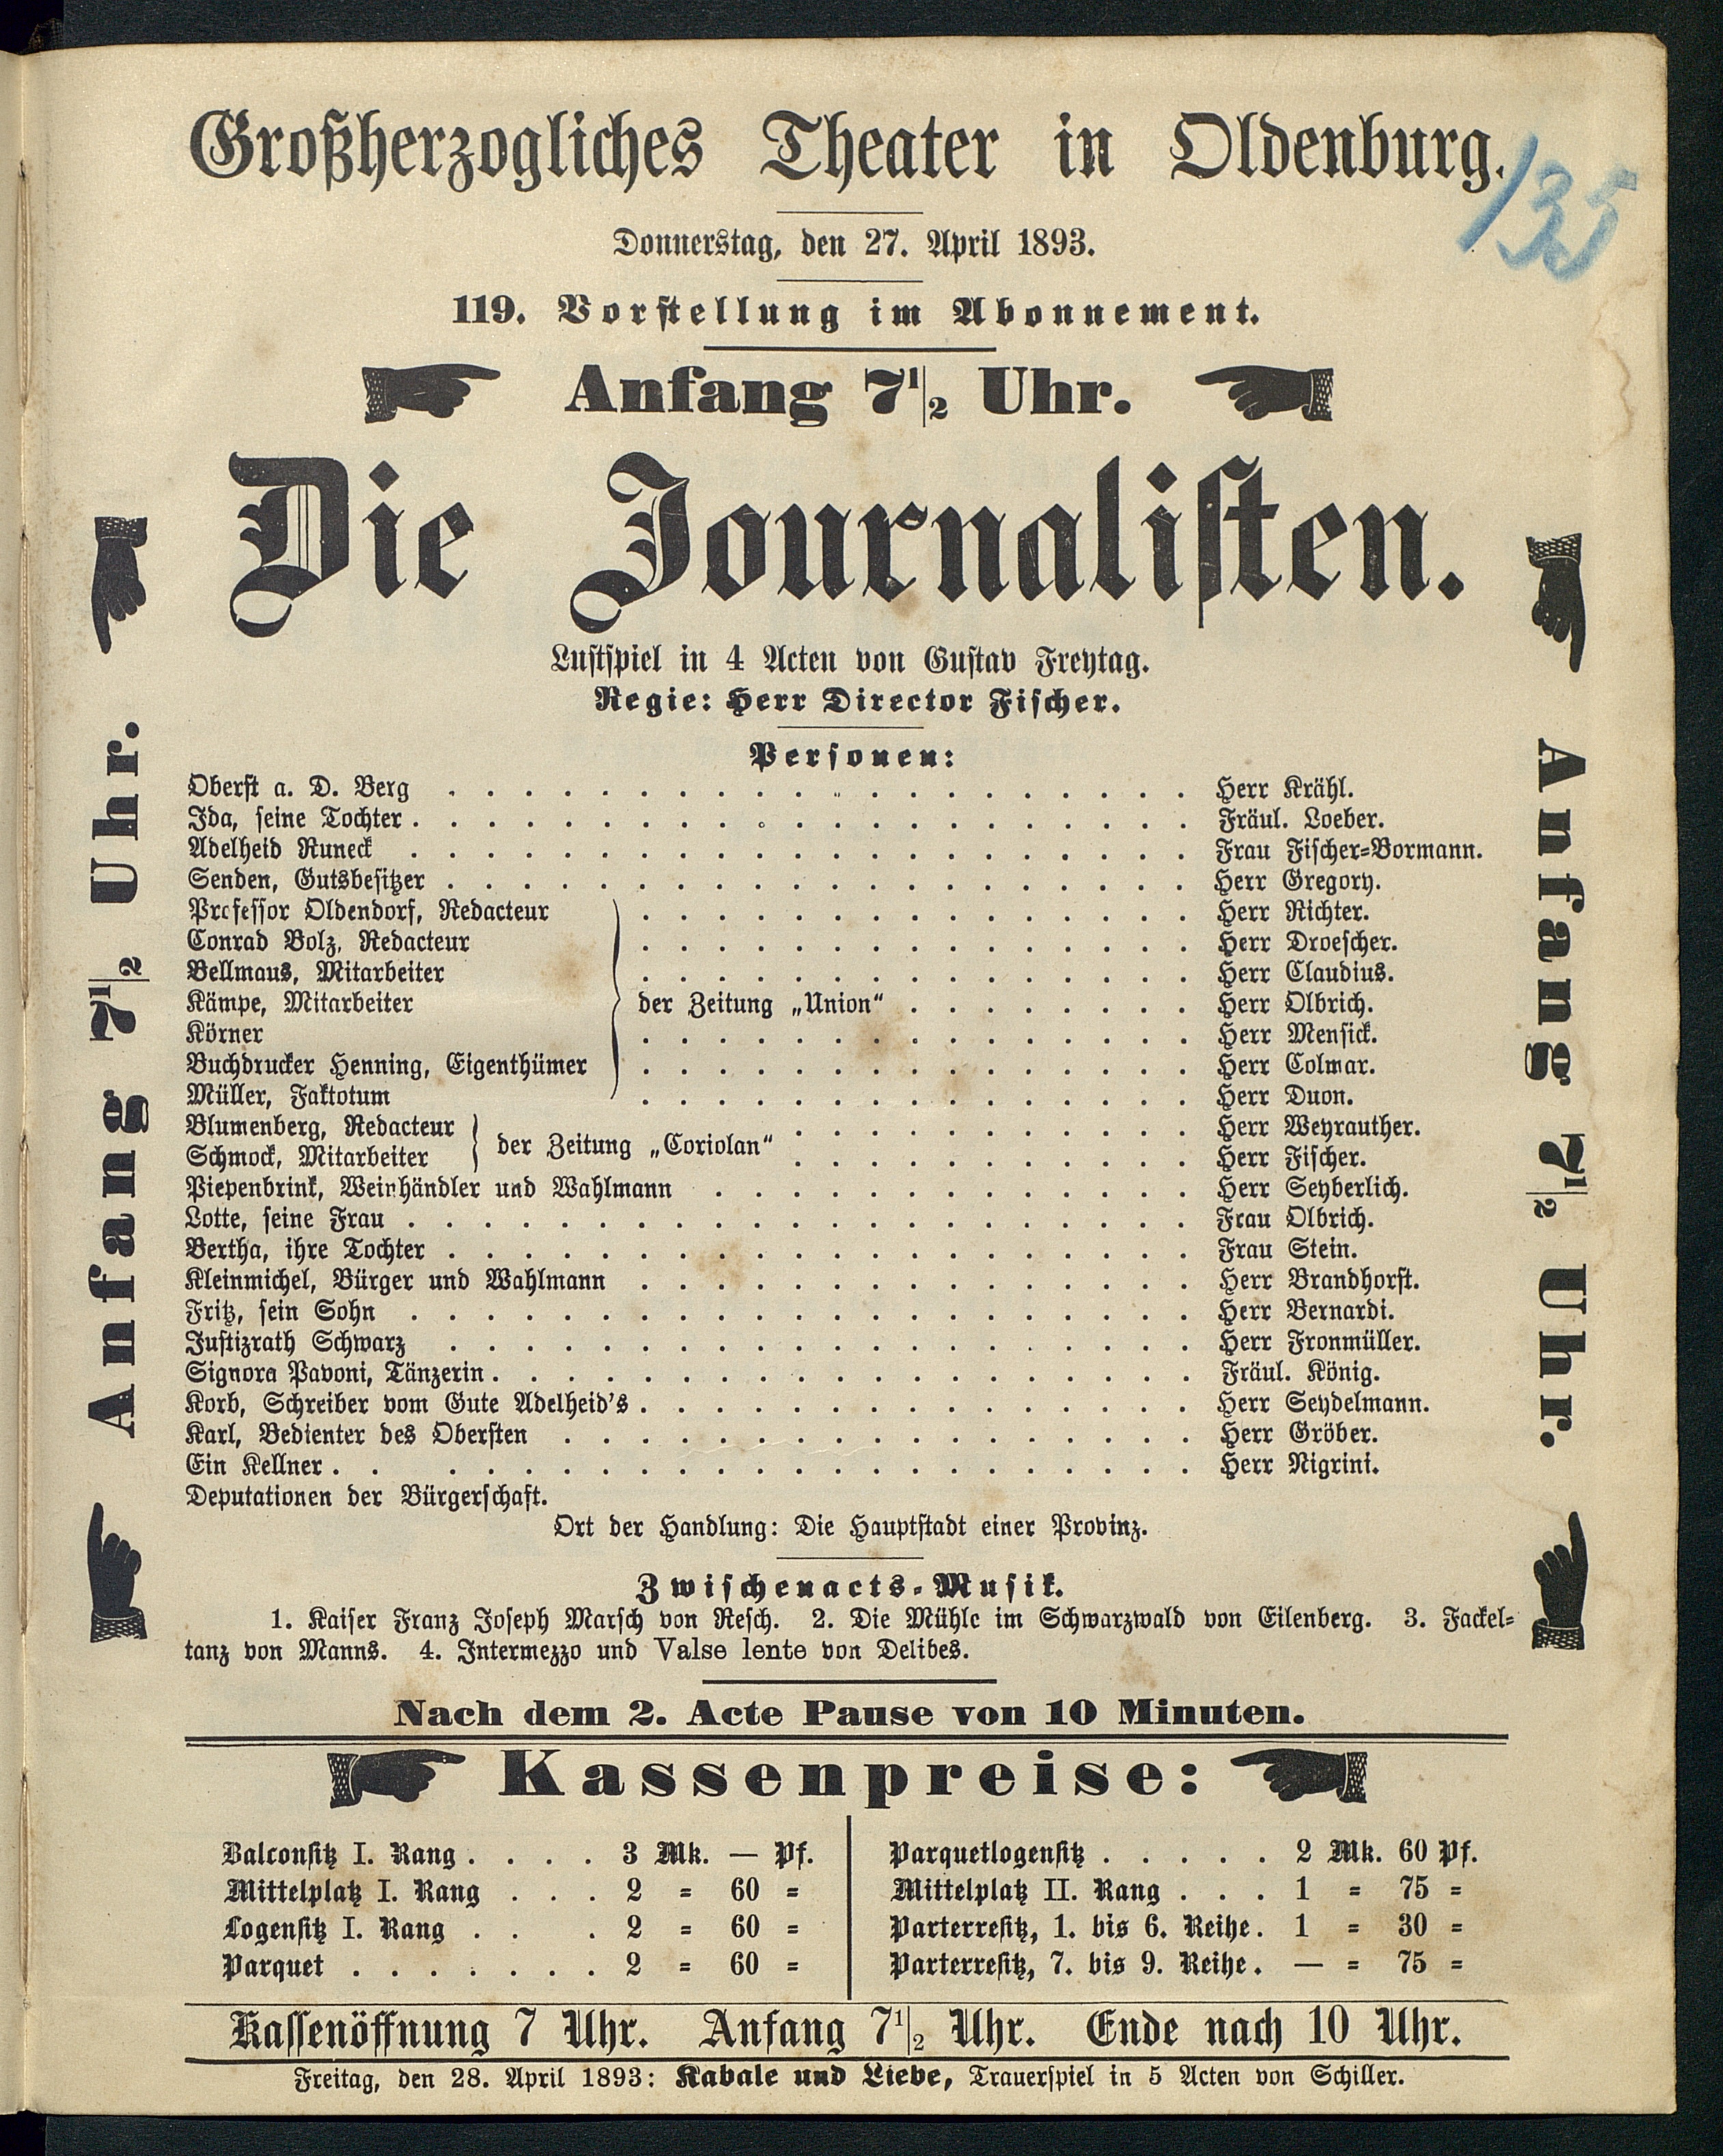 Großherzogliches Theater in Oldenburg.
135
Donnerstag, den 27. April 1893.
119. Vorstellung im Abonnement.
Anfang 7 1/2 Uhr.
Die Journalisten.
Lustspiel in 4 Acten von Gustav Freytag.
Regie: Herr Director Fischer.
Personen:
Oberst a. D. Berg . . . . . Herr Krähl.
Ida, seine Tochter . . . . . Fräul. Loeber.
Adelheid Runeck . . . . . Frau Fischer=Bormann.
Senden, Gutsbesitzer . . . . . Herr Gregory.
Professor Oldendorf, Redacteur . . . . . Herr Richter.
Conrad Bolz, Redacteur . . . . . Herr Droescher.
Bellmaus, Mitarbeiter . . . . . Herr Claudius.
Kämpe, Mitarbeiter der Zeitung „Union“ . . . . . Herr Olbrich.
Körner . . . . . Herr Mensick.
Buchdrucker Henning, Eigenthümer . . . . . Herr Colmar.
Müller, Faktotum . . . . . Herr Duon.
Blumenberg, Redacteur . . . . . Herr Weyrauther.
der Zeitung „Coriolan“
Schmock, Mitarbeiter . . . . . Herr Fischer.
Piepenbrink, Weinhändler und Wahlmann . . . . . Herr Seyberlich.
Lotte, seine Frau . . . . . Frau Olbrich.
Bertha, ihre Tochter . . . . . Frau Stein.
Kleinmichel, Bürger und Wahlmann . . . . . Herr Brandhorst.
Fritz, sein Sohn . . . . . Herr Bernardi.
Justizrath Schwarz . . . . . Herr Fronmüller.
Signora Pavoni, Tänzerin . . . . . Fräul. König.
Korb, Schreiber vom Gute Adelheid's . . . . . Herr Seydelmann.
Karl, Bedienter des Obersten . . . . . Herr Gröber.
Ein Kellner . . . . . Herr Nigrini.
Deputationen der Bürgerschaft.
Ort der Handlung: Die Hauptstadt einer Provinz.
Zwischenacts-Musik.
1. Kaiser Franz Joseph Marsch von Resch. 2. Die Mühle im Schwarzwald von Eilenberg. 3. Fackel=
tanz von Manns. 4. Intermezzo und Valse lente von Delibes.
Nach dem 2. Acte Pause von 10 Minuten.
Kassenpreise:
Balconsitz I. Rang . . . . 3 Mk. — Pf.
Mittelplatz I. Rang . . . 2 = 60 =
Logensitz I. Rang . . . 2 = 60 =
Parquet . . . . . . . 2 = 60 =
Parquetlogensitz . . . . . 2 Mk. 60 Pf.
Mittelplatz II. Rang . . . 1 = 75 =
Parterresitz, 1. bis 6. Reihe . 1 = 30 =
Parterresitz, 7. bis 9. Reihe . — = 75 =
Kassenöffnung 7 Uhr. Anfang 7 1/2 Uhr. Ende nach 10 Uhr.
Freitag, den 28. April 1893: Kabale und Liebe, Trauerspiel in 5 Acten von Schiller.
Anfang 7 1/2 Uhr.
Anfang 7 1/2 Uhr.